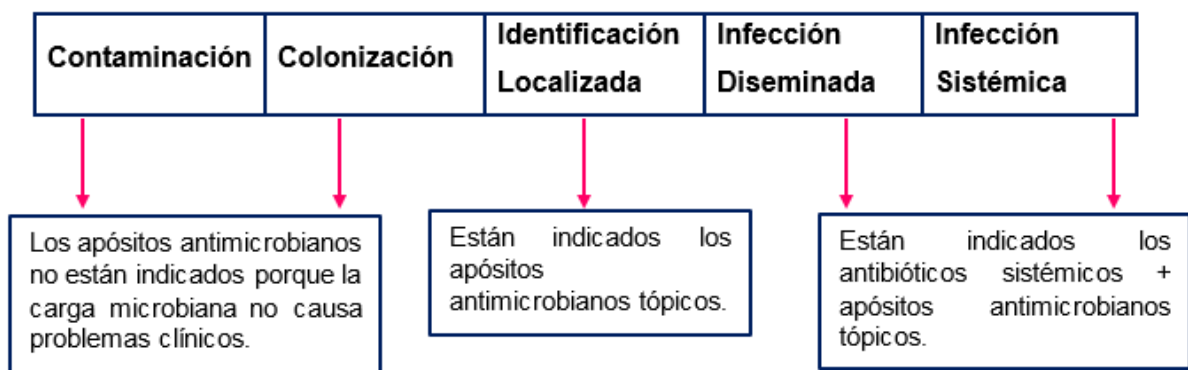 Contaminación
Colonización
Identificación
Localizada
Infección
Diseminada
Infección
Sistémica
Los apósitos antimicrobianos
no están indicados porque la
carga microbiana no causa
problemas clínicos.
Están indicados los
apósitos
antimicrobianos tópicos.
Están indicados los
antibióticos sistémicos +
apósitos antimicrobianos
tópicos.